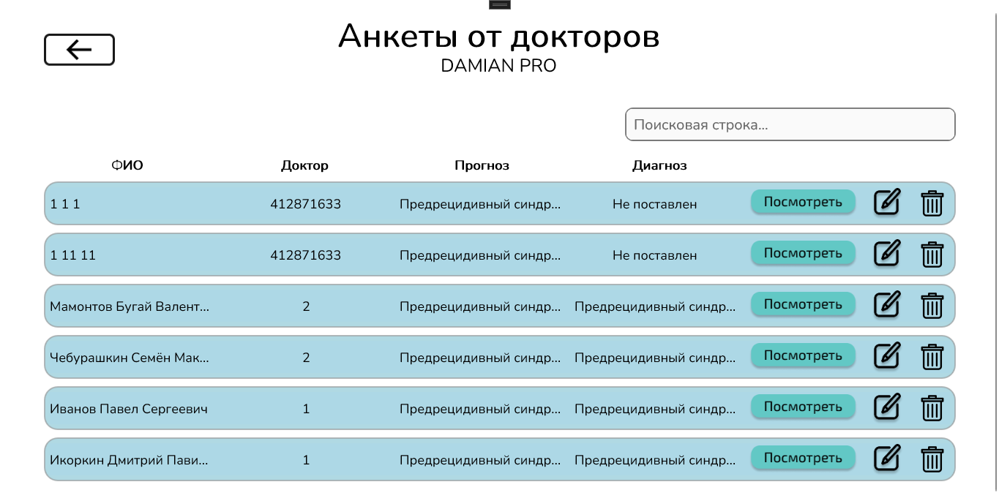 Анкеты от докторов
DAMIAN PRO
Поисковая строка...
ФИО Доктор Прогноз Диагноз
1 1 1 412871633 Предрецидивный синдр... Не поставлен Посмотреть
1 11 11 412871633 Предрецидивный синдр... Не поставлен Посмотреть
Мамонтов Бугай Валент... 2 Предрецидивный синдр... Предрецидивный синдр... Посмотреть
Чебурашкин Семён Мак... 2 Предрецидивный синдр... Предрецидивный синдр... Посмотреть
Иванов Павел Сергеевич 1 Предрецидивный синдр... Предрецидивный синдр... Посмотреть
Икоркин Дмитрий Пави... 1 Предрецидивный синдр... Предрецидивный синдр... Посмотреть